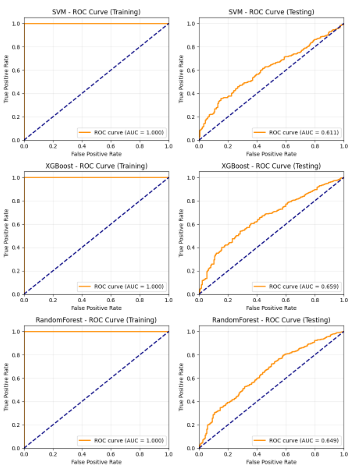 SVM - ROC Curve (Training)
True Positive Rate
1.0
0.8
0.6
0.4
0.2
0.0
ROC curve (AUC = 1.000)
0.0 0.2 0.4 0.6 0.8 1.0
False Positive Rate
SVM - ROC Curve (Testing)
True Positive Rate
1.0
0.8
0.6
0.4
0.2
0.0
ROC curve (AUC = 0.611)
0.0 0.2 0.4 0.6 0.8 1.0
False Positive Rate
XGBoost - ROC Curve (Training)
True Positive Rate
1.0
0.8
0.6
0.4
0.2
0.0
ROC curve (AUC = 1.000)
0.0 0.2 0.4 0.6 0.8 1.0
False Positive Rate
XGBoost - ROC Curve (Testing)
True Positive Rate
1.0
0.8
0.6
0.4
0.2
0.0
ROC curve (AUC = 0.659)
0.0 0.2 0.4 0.6 0.8 1.0
False Positive Rate
RandomForest - ROC Curve (Training)
True Positive Rate
1.0
0.8
0.6
0.4
0.2
0.0
ROC curve (AUC = 1.000)
0.0 0.2 0.4 0.6 0.8 1.0
False Positive Rate
RandomForest - ROC Curve (Testing)
True Positive Rate
1.0
0.8
0.6
0.4
0.2
0.0
ROC curve (AUC = 0.649)
0.0 0.2 0.4 0.6 0.8 1.0
False Positive Rate